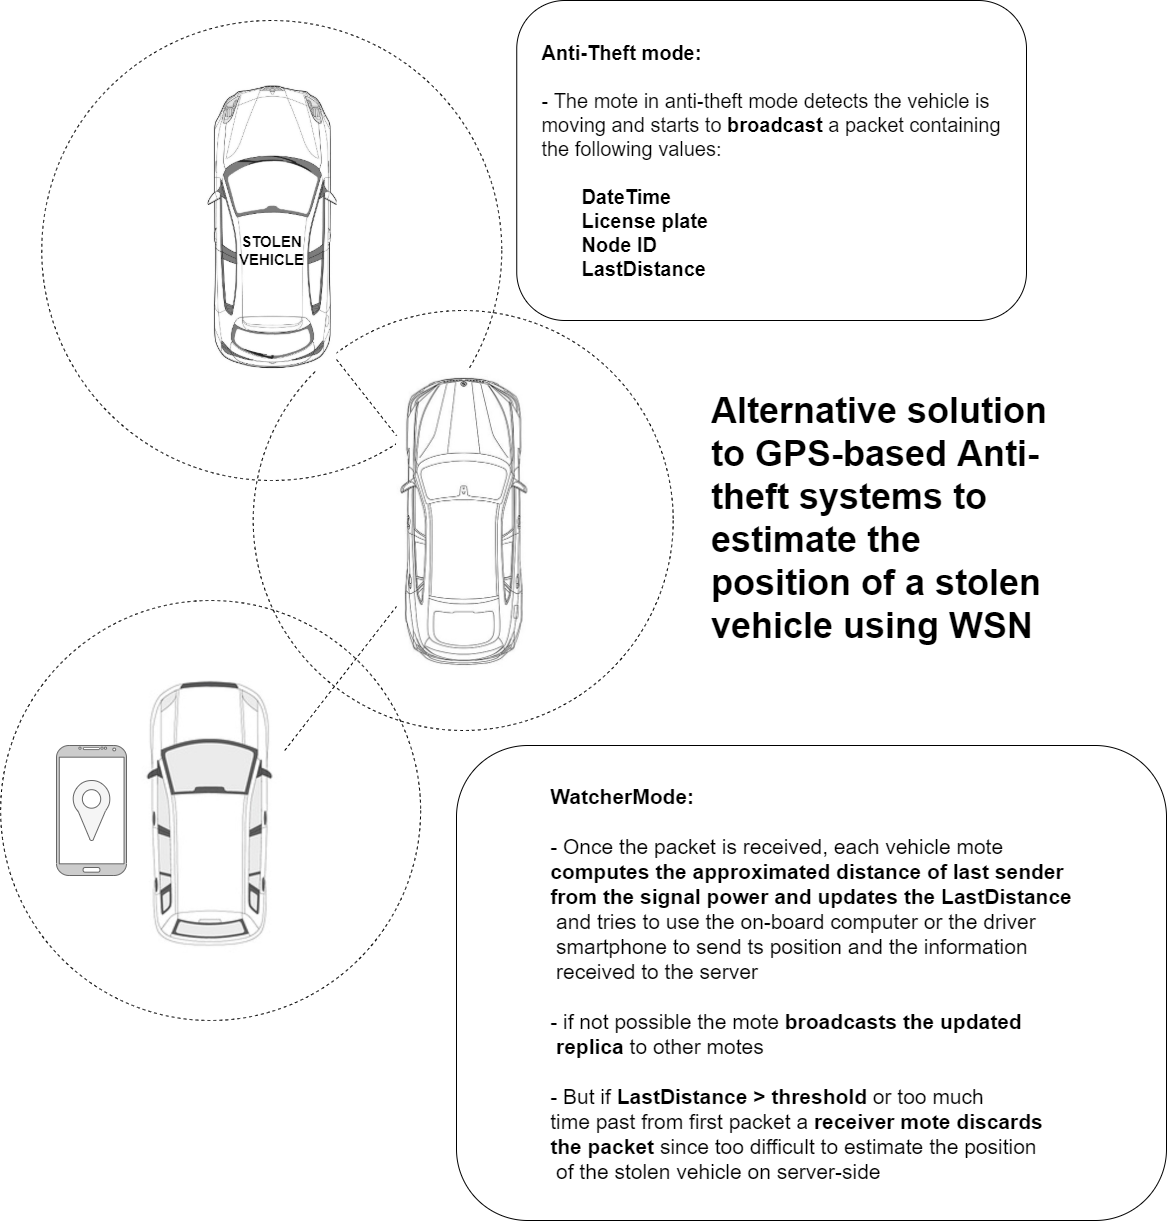 Anti-Theft mode:
- The mote in anti-theft mode detects the vehicle is
moving and starts to broadcast a packet containing
the following values:
DateTime
License plate
Node ID
LastDistance
STOLEN
VEHICLE
Alternative solution
to GPS-based Anti-
theft systems to
estimate the
position of a stolen
vehicle using WSN
WatcherMode:
- Once the packet is received, each vehicle mote
computes the approximated distance of last sender
from the signal power and updates the LastDistance
and tries to use the on-board computer or the driver
smartphone to send ts position and the information
received to the server
- if not possible the mote broadcasts the updated
replica to other motes
- But if LastDistance > threshold or too much
time past from first packet a receiver mote discards
the packet since too difficult to estimate the position
of the stolen vehicle on server-side